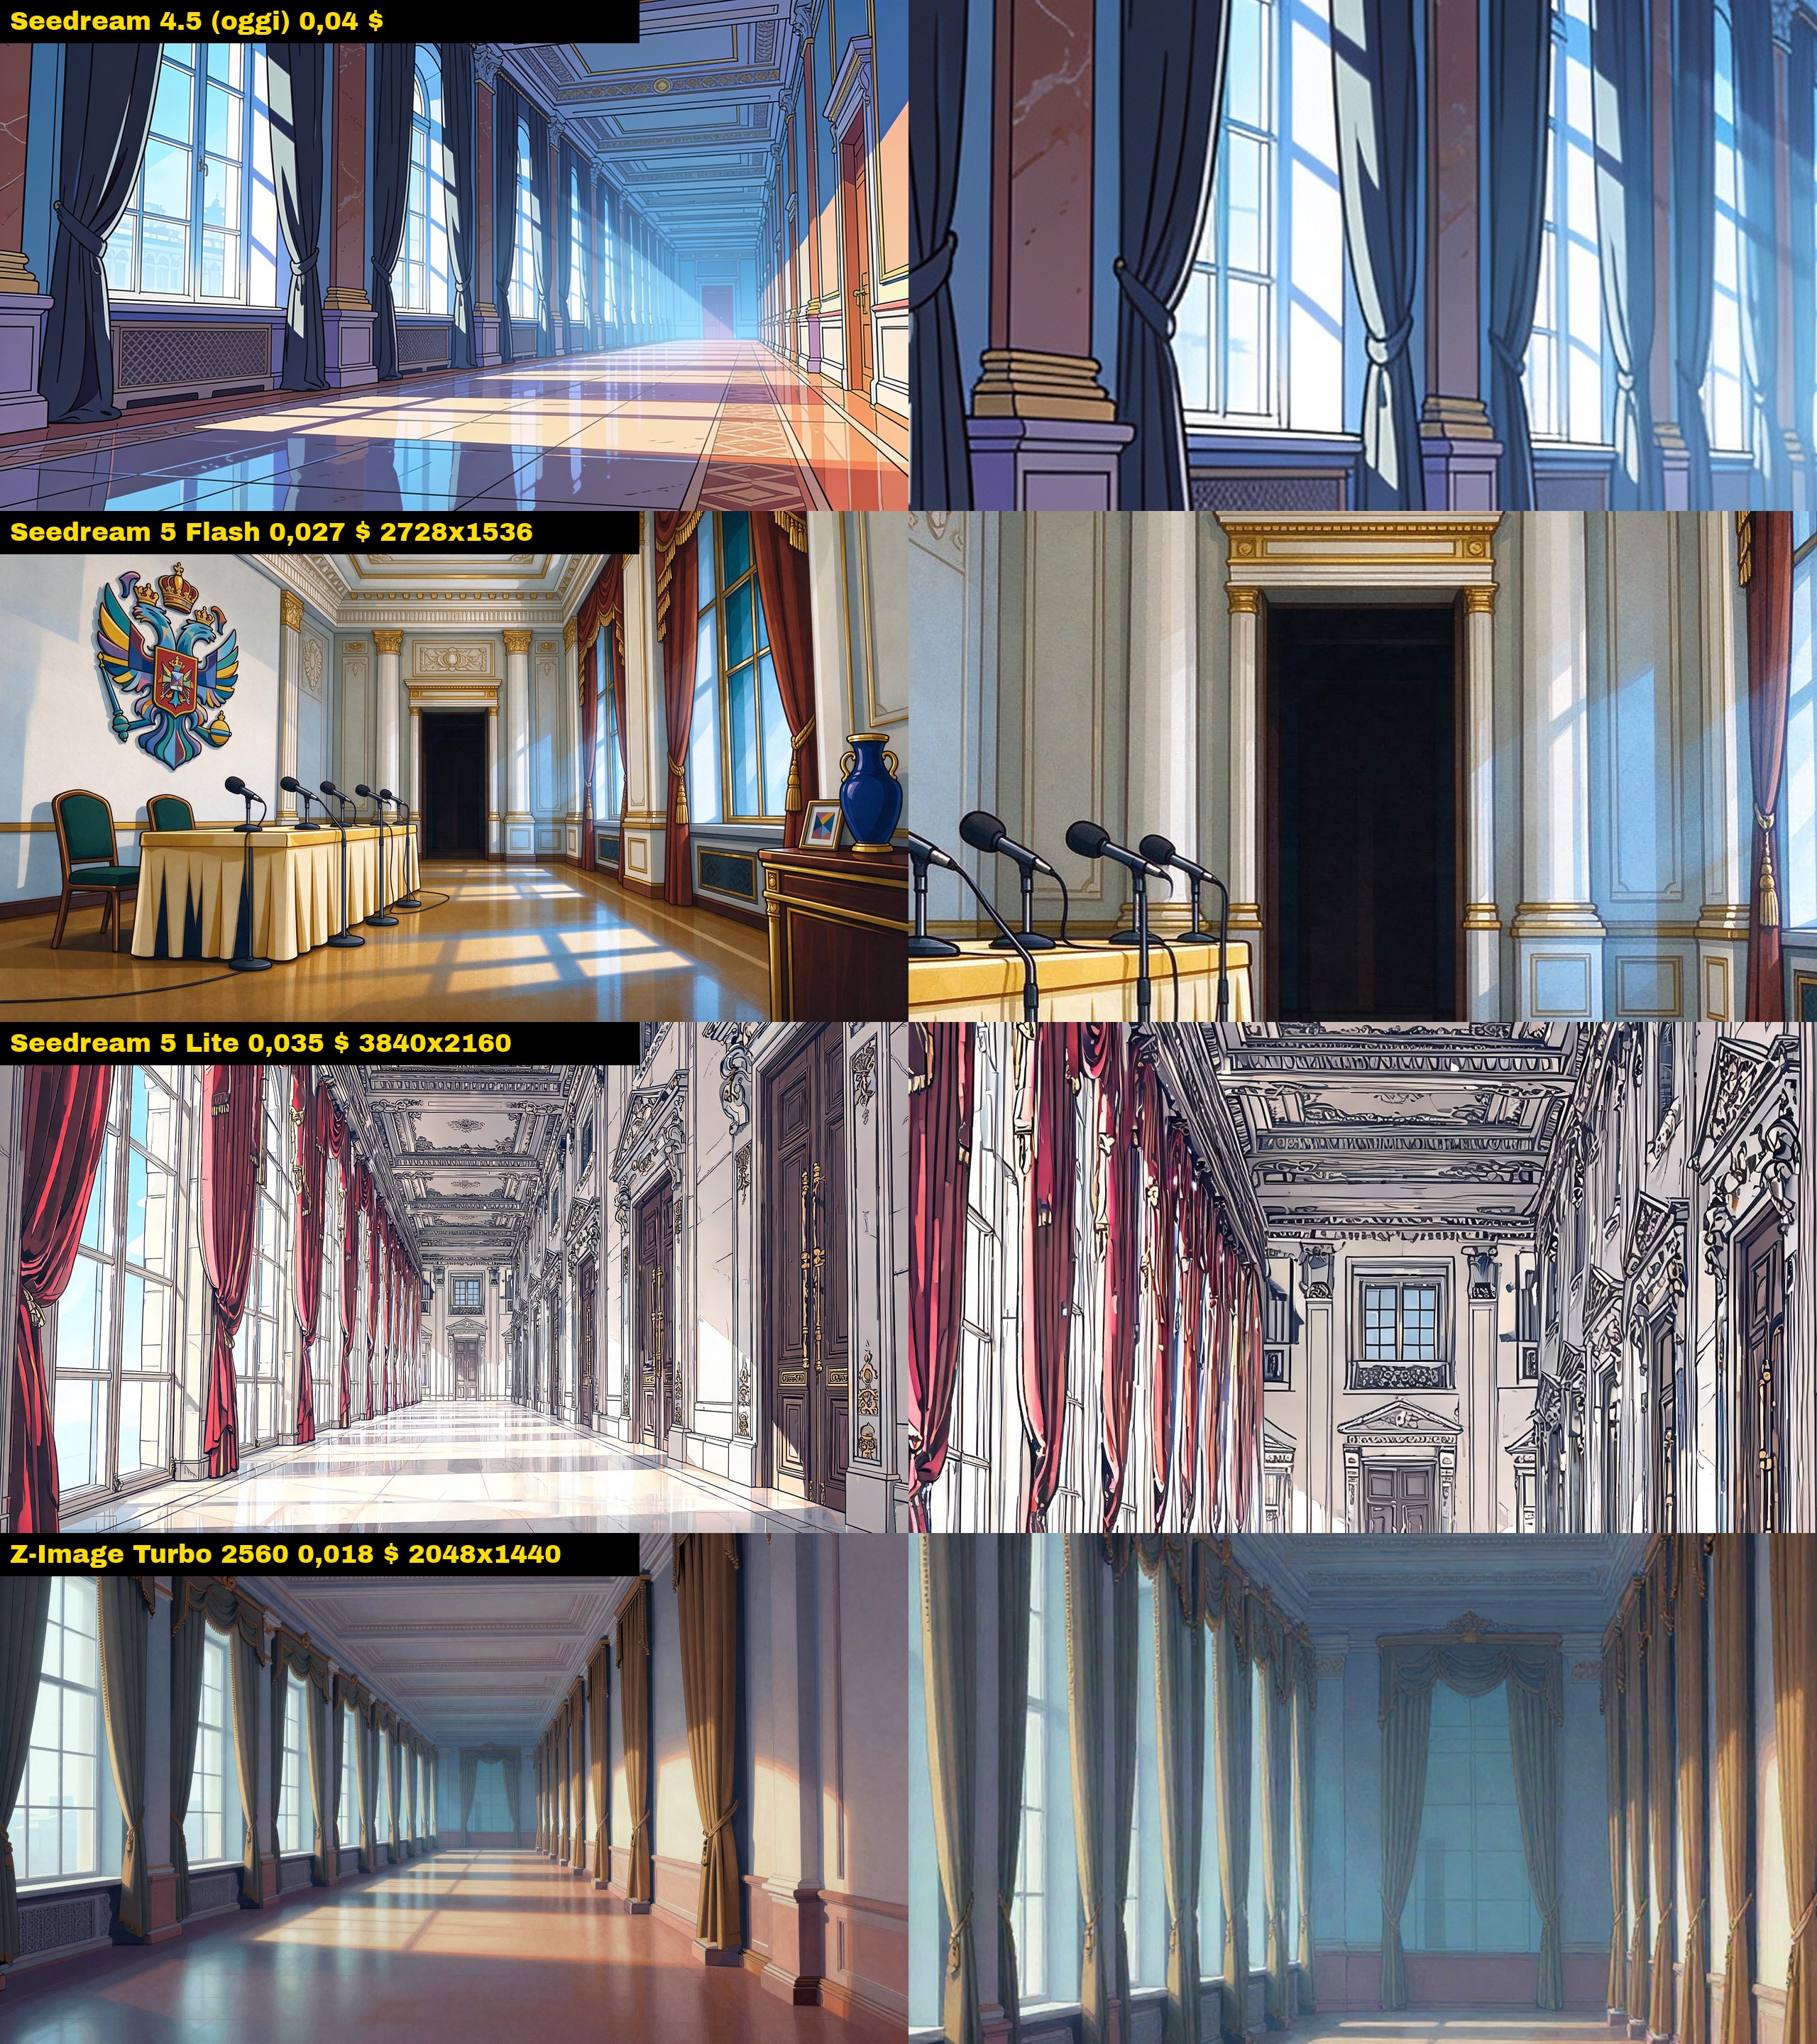 Seedream 4.5 (oggi) 0,04 $
Seedream 5 Flash 0,027 $ 2728x1536
Seedream 5 Lite 0,035 $ 3840x2160
Z-Image Turbo 2560 0,018 $ 2048x1440